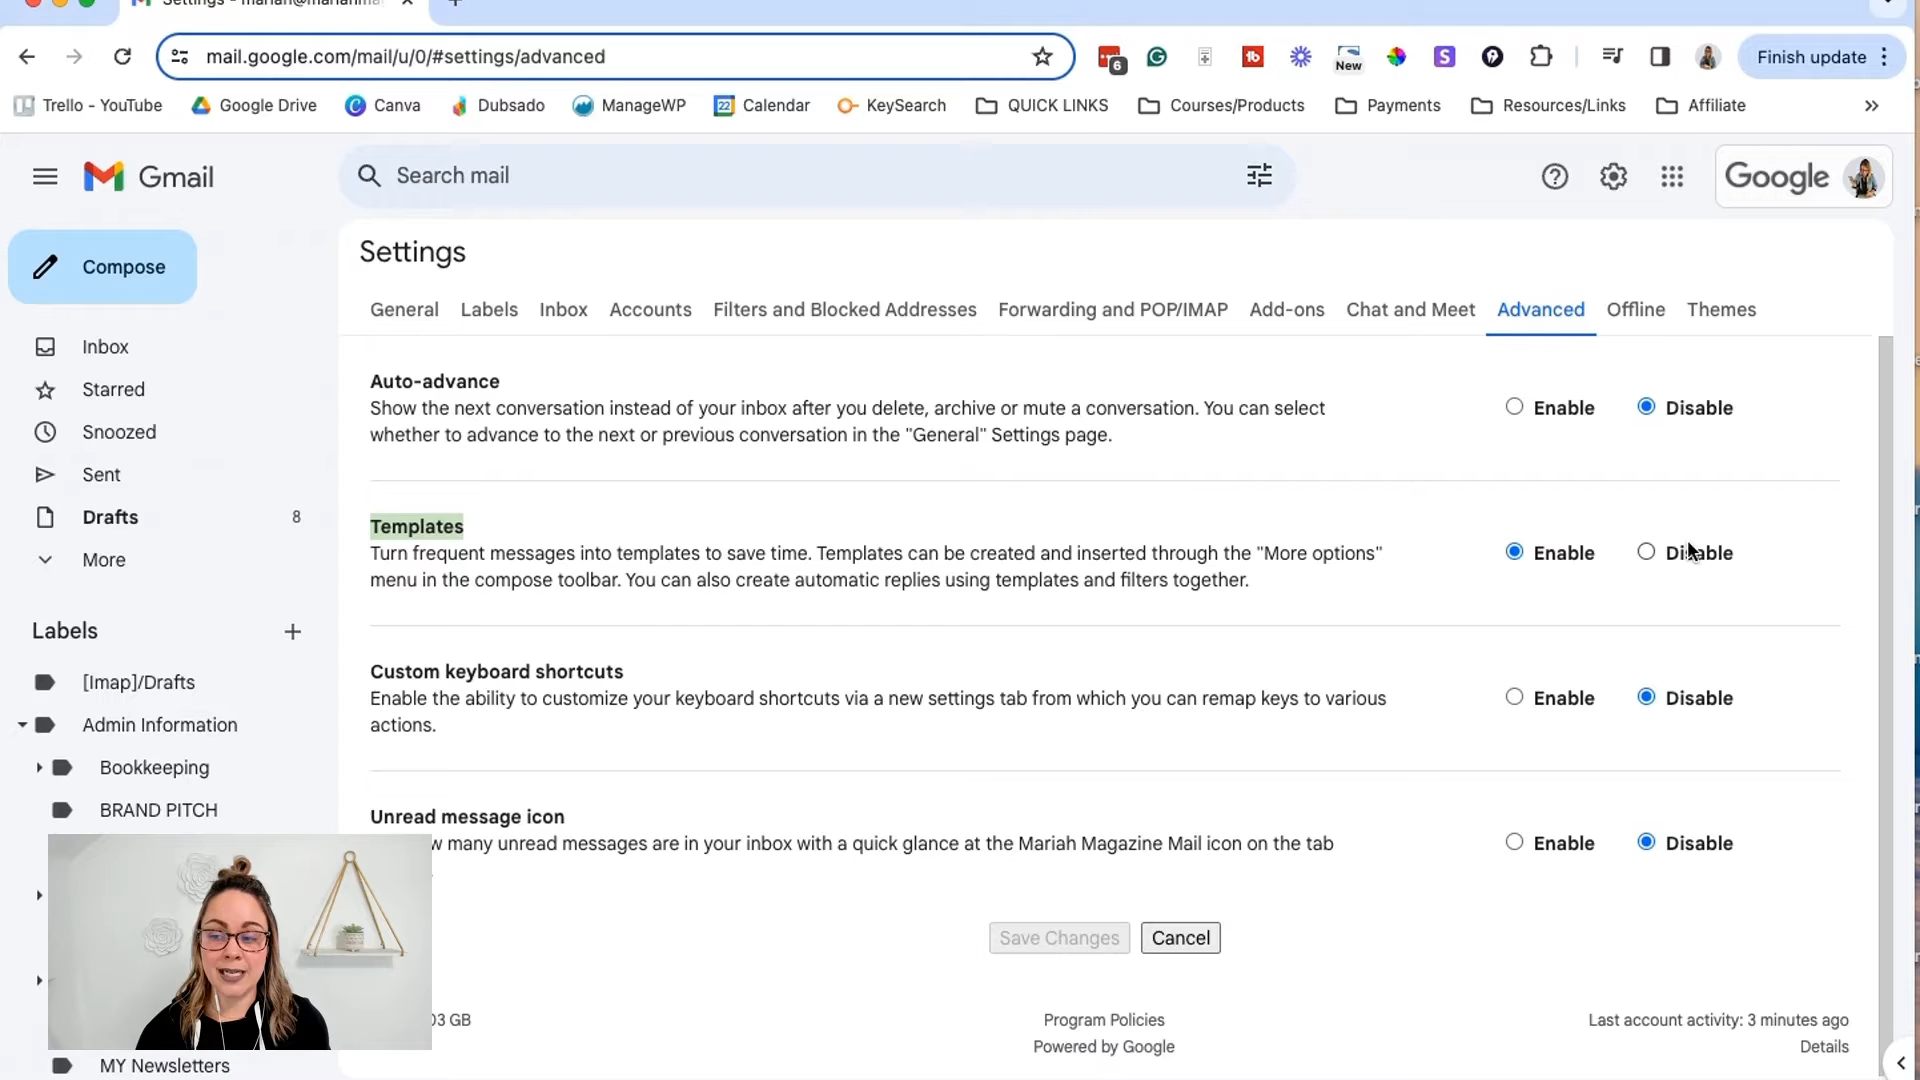 mail.google.com/mail/u/0/#settings/advanced
6
New
Finish update
Trello - YouTube
Google Drive
Canva
Dubsado
ManageWP
22
Calendar
KeySearch
QUICK LINKS
Courses/Products
Payments
Resources/Links
Affiliate
Gmail
Search mail
Google
Compose
Inbox
Starred
Snoozed
Sent
Drafts 8
More
Labels
[Imap]/Drafts
Admin Information
Bookkeeping
BRAND PITCH
MY Newsletters
Settings
General Labels Inbox Accounts Filters and Blocked Addresses Forwarding and POP/IMAP Add-ons Chat and Meet Advanced Offline Themes
Auto-advance
Show the next conversation instead of your inbox after you delete, archive or mute a conversation. You can select
whether to advance to the next or previous conversation in the "General" Settings page.
Enable Disable
Templates
Turn frequent messages into templates to save time. Templates can be created and inserted through the "More options"
menu in the compose toolbar. You can also create automatic replies using templates and filters together.
Enable Disable
Custom keyboard shortcuts
Enable the ability to customize your keyboard shortcuts via a new settings tab from which you can remap keys to various
actions.
Enable Disable
Unread message icon
many unread messages are in your inbox with a quick glance at the Mariah Magazine Mail icon on the tab
Enable Disable
Save Changes Cancel
GB
Program Policies
Powered by Google
Last account activity: 3 minutes ago
Details